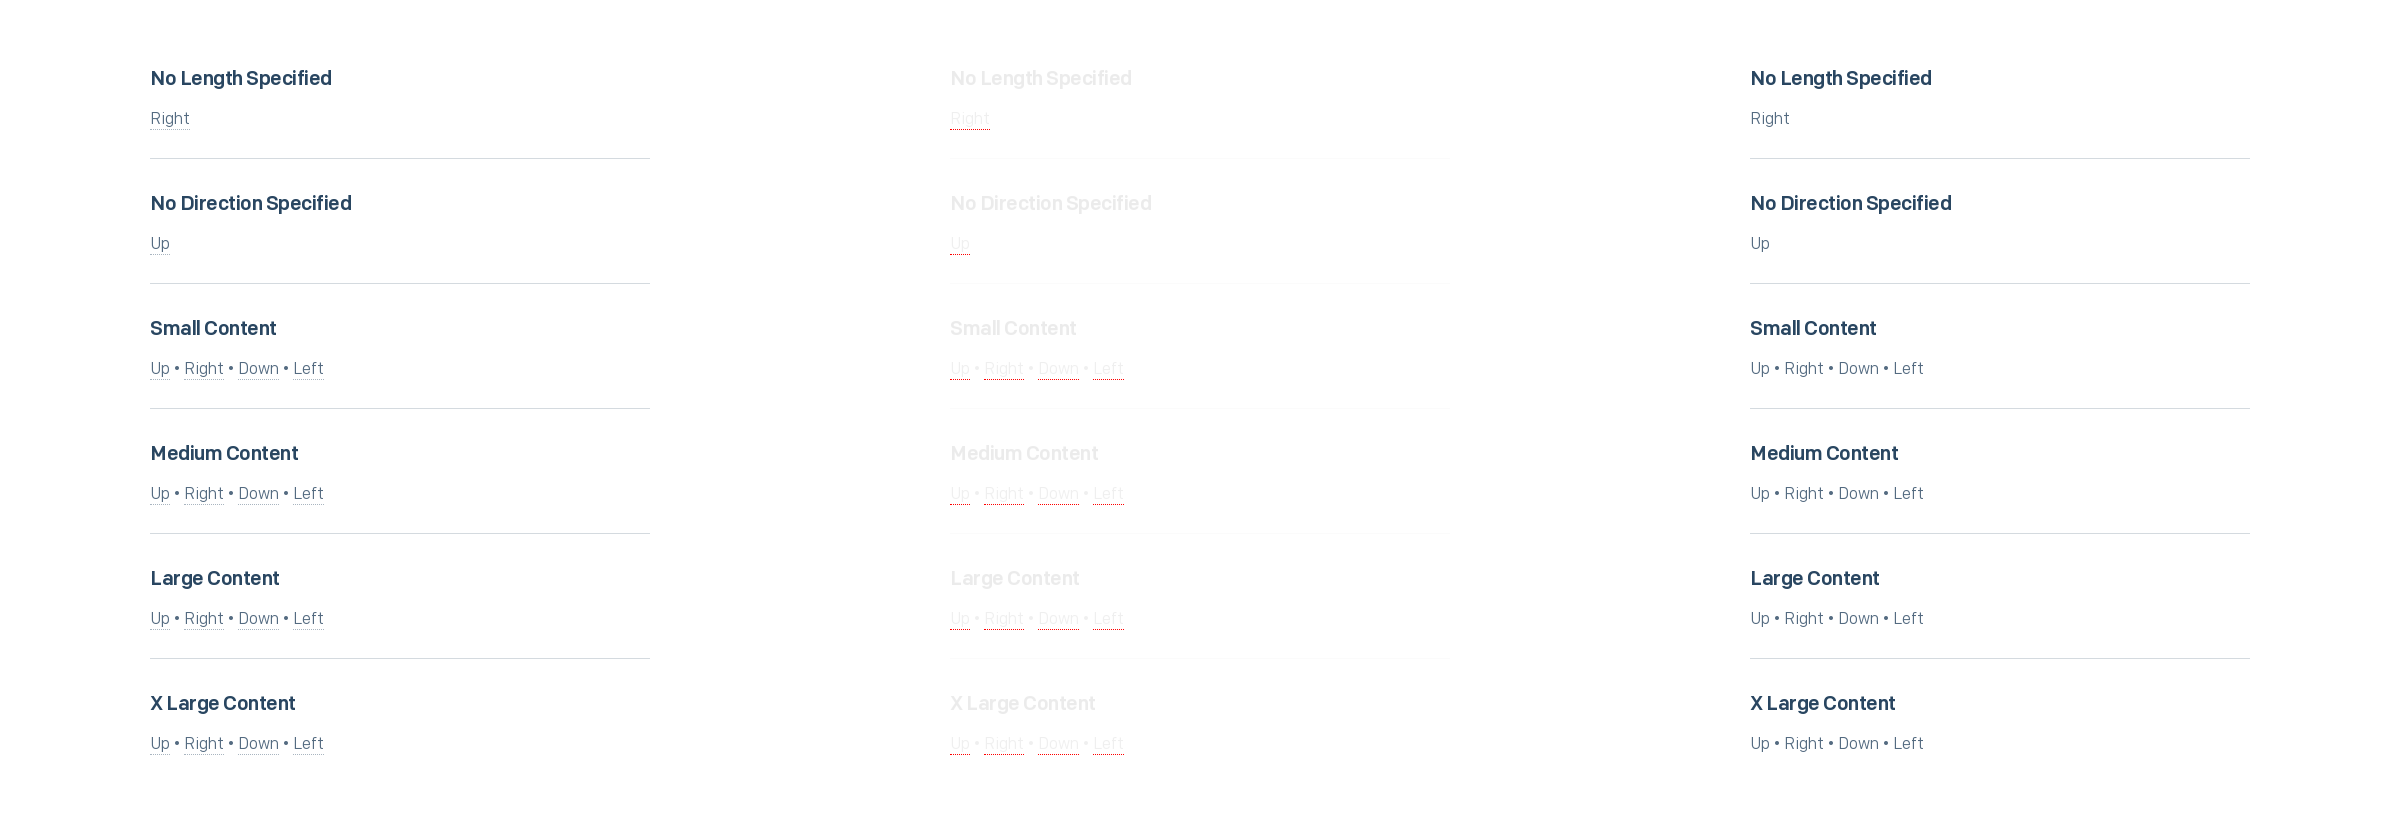 No Length Specified
Right
No Direction Specified
Up
Small Content
Up • Right • Down • Left
Medium Content
Up • Right • Down • Left
Large Content
Up • Right • Down • Left
X Large Content
Up • Right • Down • Left
No Length Specified
Right
No Direction Specified
Up
Small Content
Up • Right • Down • Left
Medium Content
Up • Right • Down • Left
Large Content
Up • Right • Down • Left
X Large Content
Up • Right • Down • Left
No Length Specified
Right
No Direction Specified
Up
Small Content
Up • Right • Down • Left
Medium Content
Up • Right • Down • Left
Large Content
Up • Right • Down • Left
X Large Content
Up • Right • Down • Left